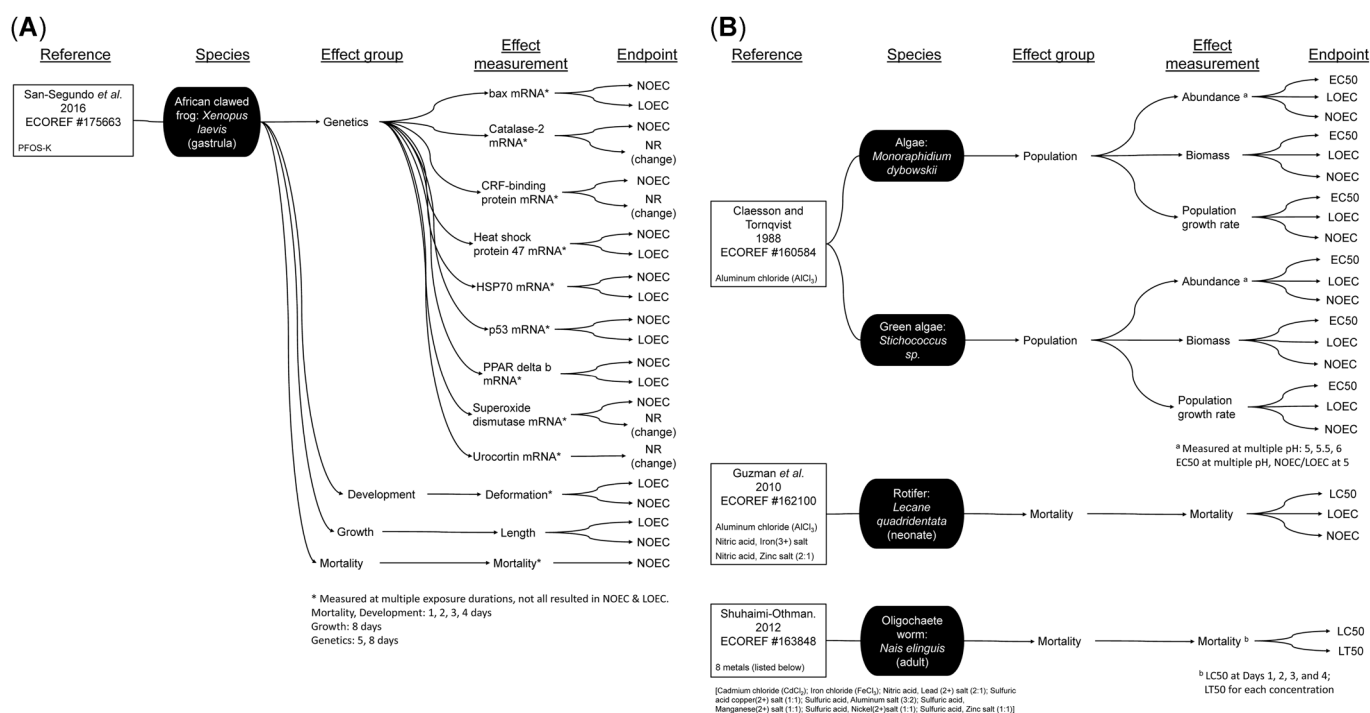 (A)
Reference
Species
Effect group
Effect
measurement
Endpoint
San-Segundo et al.
2016
ECOREF #175663
PFOS-K
African clawed
frog: Xenopus
laevis
(gastrula)
Genetics
bax mRNA*
NOEC
LOEC
Catalase-2
mRNA*
NOEC
NR
(change)
CRF-binding
protein mRNA*
NOEC
NR
(change)
Heat shock
protein 47 mRNA*
NOEC
LOEC
HSP70 mRNA*
NOEC
LOEC
p53 mRNA*
NOEC
LOEC
PPAR delta b
mRNA*
NOEC
LOEC
Superoxide
dismutase mRNA*
NOEC
NR
(change)
Urocortin mRNA*
NR
(change)
Development
Deformation*
LOEC
NOEC
Growth
Length
LOEC
NOEC
Mortality
Mortality*
NOEC
* Measured at multiple exposure durations, not all resulted in NOEC & LOEC.
Mortality, Development: 1, 2, 3, 4 days
Growth: 8 days
Genetics: 5, 8 days
(B)
Reference
Species
Effect group
Effect
measurement
Endpoint
Claesson and
Tornqvist
1988
ECOREF #160584
Aluminum chloride (AlCl3)
Algae:
Monoraphidium
dybowskii
Population
Abundance a
EC50
LOEC
NOEC
Biomass
EC50
LOEC
NOEC
Population
growth rate
EC50
LOEC
NOEC
Green algae:
Stichococcus
sp.
Population
Abundance a
EC50
LOEC
NOEC
Biomass
EC50
LOEC
NOEC
Population
growth rate
EC50
LOEC
NOEC
a Measured at multiple pH: 5, 5.5, 6
EC50 at multiple pH, NOEC/LOEC at 5
Guzman et al.
2010
ECOREF #162100
Aluminum chloride (AlCl3)
Nitric acid, Iron(3+) salt
Nitric acid, Zinc salt (2:1)
Rotifer:
Lecane
quadridentata
(neonate)
Mortality
Mortality
LC50
LOEC
NOEC
Shuhaimi-Othman.
2012
ECOREF #163848
8 metals (listed below)
Oligochaete
worm:
Nais elinguis
(adult)
Mortality
Mortality b
LC50
LT50
b LC50 at Days 1, 2, 3, and 4;
LT50 for each concentration
[Cadmium chloride (CdCl2); Iron chloride (FeCl3); Nitric acid, Lead (2+) salt (2:1); Sulfuric
acid copper(2+) salt (1:1); Sulfuric acid, Aluminum salt (3:2); Sulfuric acid,
Manganese(2+) salt (1:1); Sulfuric acid, Nickel(2+)salt (1:1); Sulfuric acid, Zinc salt (1:1)]